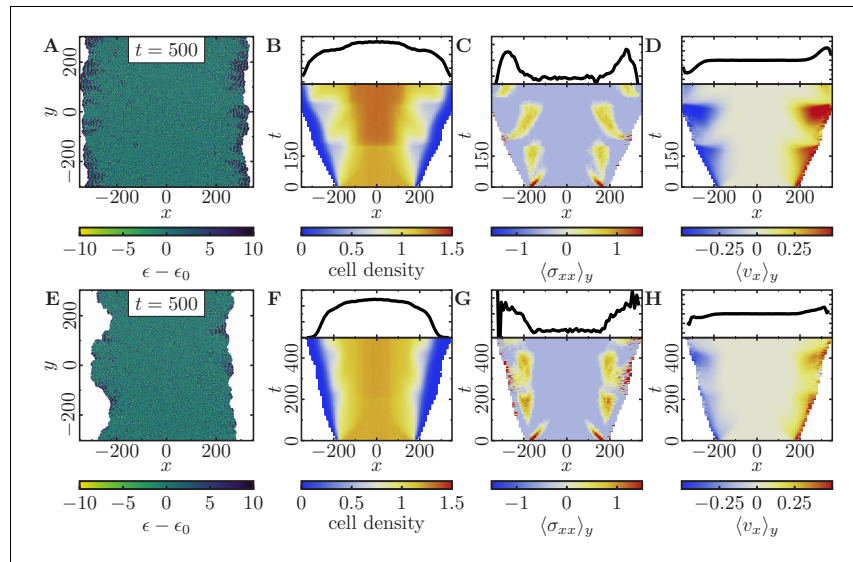 A
t = 500
y
200
0
−200
−200
0
200
x
−10
−5
0
5
10
ϵ − ϵ₀
B
t
150
0
−200
0
200
x
0
0.5
1
1.5
cell density
C
t
150
0
−200
0
200
x
−1
0
1
⟨σₓₓ⟩ᵧ
D
t
150
0
−200
0
200
x
−0.25
0
0.25
⟨vₓ⟩ᵧ
E
t = 500
y
200
0
−200
−200
0
200
x
−10
−5
0
5
10
ϵ − ϵ₀
F
t
400
200
0
−200
0
200
x
0
0.5
1
1.5
cell density
G
t
400
200
0
−200
0
200
x
−1
0
1
⟨σₓₓ⟩ᵧ
H
t
400
200
0
−200
0
200
x
−0.25
0
0.25
⟨vₓ⟩ᵧ